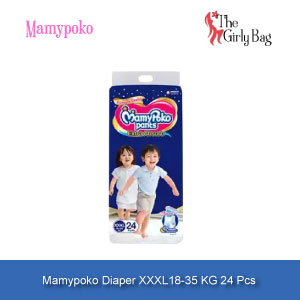 Mamypoko
The
Girly Bag
MamyPoko
pants
XXXL
24
Mamypoko Diaper XXXL18-35 KG 24 Pcs